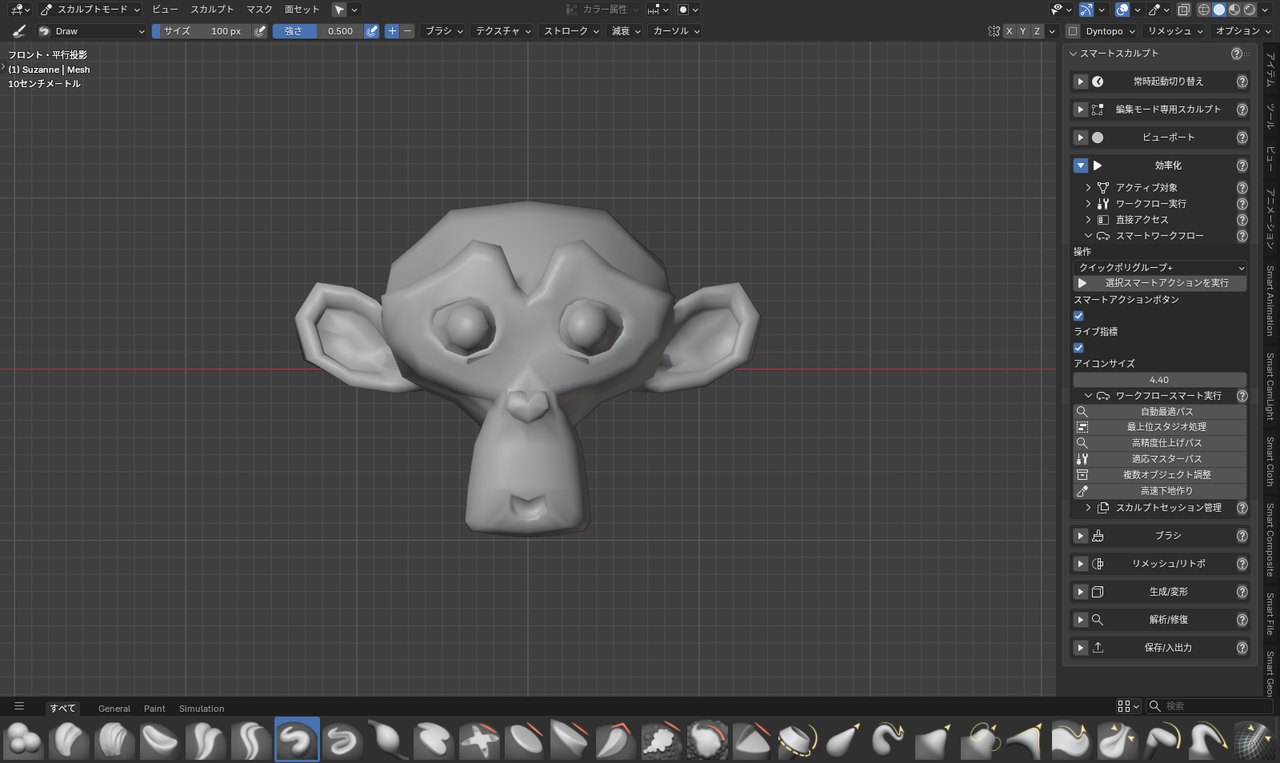 スカルプトモード ビュー スカルプト マスク 面セット カラー属性
Draw サイズ 100 px 強さ 0.500 ブラシ テクスチャ ストローク 減衰 カーソル X Y Z Dyntopo リメッシュ オプション
フロント・平行投影
(1) Suzanne | Mesh
10センチメートル
スマートスカルプト
常時起動切り替え
編集モード専用スカルプト
ビューポート
効率化
アクティブ対象
ワークフロー実行
直接アクセス
スマートワークフロー
操作
クイックポリグループ+
選択スマートアクションを実行
スマートアクションボタン
ライブ指標
アイコンサイズ
4.40
ワークフロースマート実行
自動最適パス
最上位スタジオ処理
高精度仕上げパス
適応マスターパス
複数オブジェクト調整
高速下地作り
スカルプトセッション管理
ブラシ
リメッシュ/リトポ
生成/変形
解析/修復
保存/入出力
アイテム
ツール
ビュー
アニメーション
Smart Animation
Smart CamLight
Smart Cloth
Smart Composite
Smart File
Smart Geo
すべて General Paint Simulation 検索